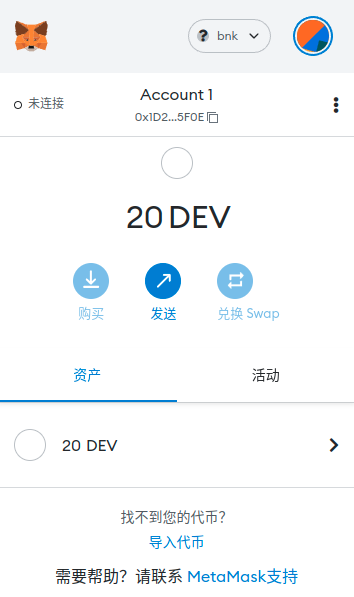 bnk
未连接
Account 1
0x1D2...5F0E
20 DEV
购买
发送
兑换 Swap
资产
活动
20 DEV
找不到您的代币？
导入代币
需要帮助？请联系 MetaMask支持